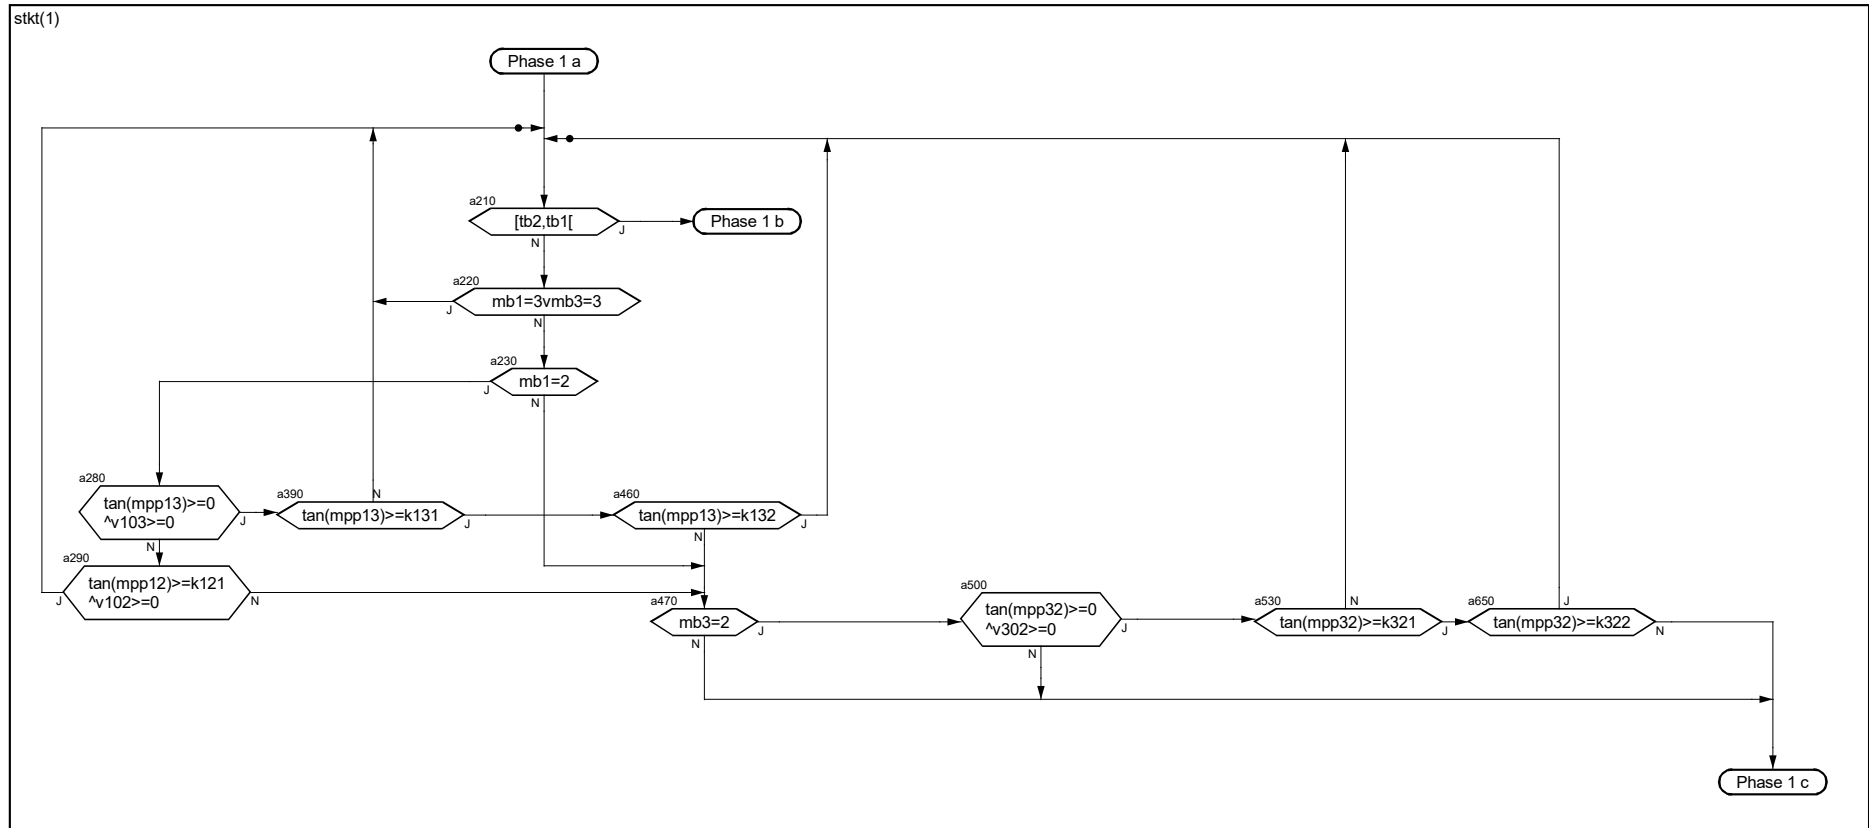 stkt(1)
Phase 1 a
a210
[tb2,tb1[
J
N
Phase 1 b
a220
mb1=3vmb3=3
J
N
a230
mb1=2
J
N
a280
tan(mpp13)>=0
^v103>=0
J
N
a390
N
tan(mpp13)>=k131
J
a460
tan(mpp13)>=k132
J
N
a290
tan(mpp12)>=k121
^v102>=0
J
N
a470
mb3=2
J
N
a500
tan(mpp32)>=0
^v302>=0
J
N
a530
N
tan(mpp32)>=k321
J
a650
J
tan(mpp32)>=k322
N
Phase 1 c